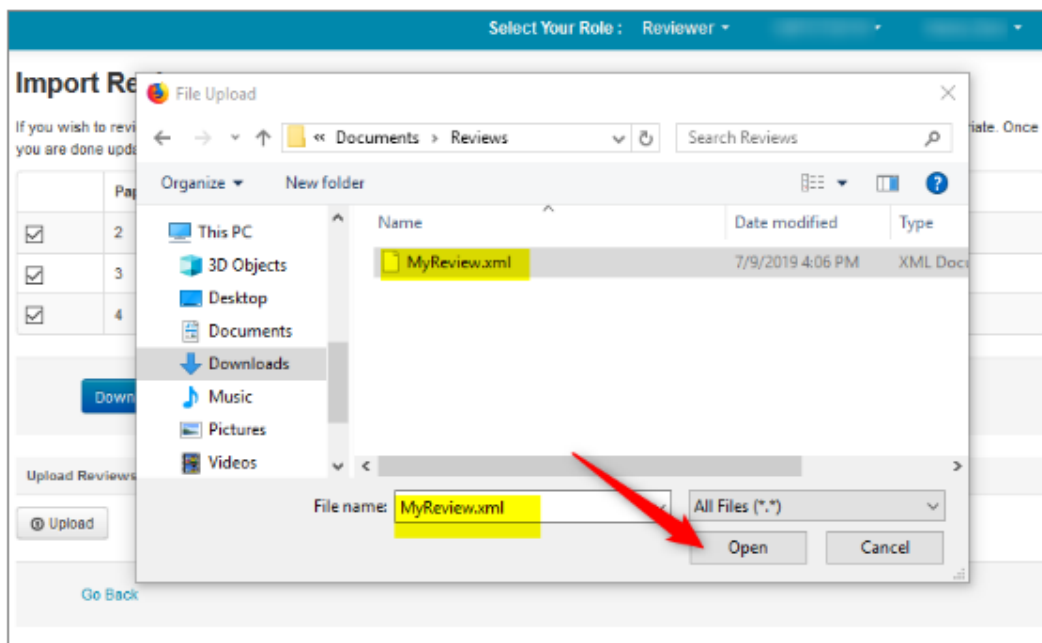 Select Your Role : Reviewer
Import Re
File Upload
If you wish to revi
iate. Once
you are done upda
« Documents > Reviews
Search Reviews
Organize
New folder
Pap
Name
Date modified
Type
This PC
2
MyReview.xml
7/9/2019 4:06 PM
XML Docu
3D Objects
3
Desktop
4
Documents
Downloads
Down
Music
Pictures
Videos
Upload Reviews
File name: MyReview.xml
All Files (*.*)
Upload
Open
Cancel
Go Back